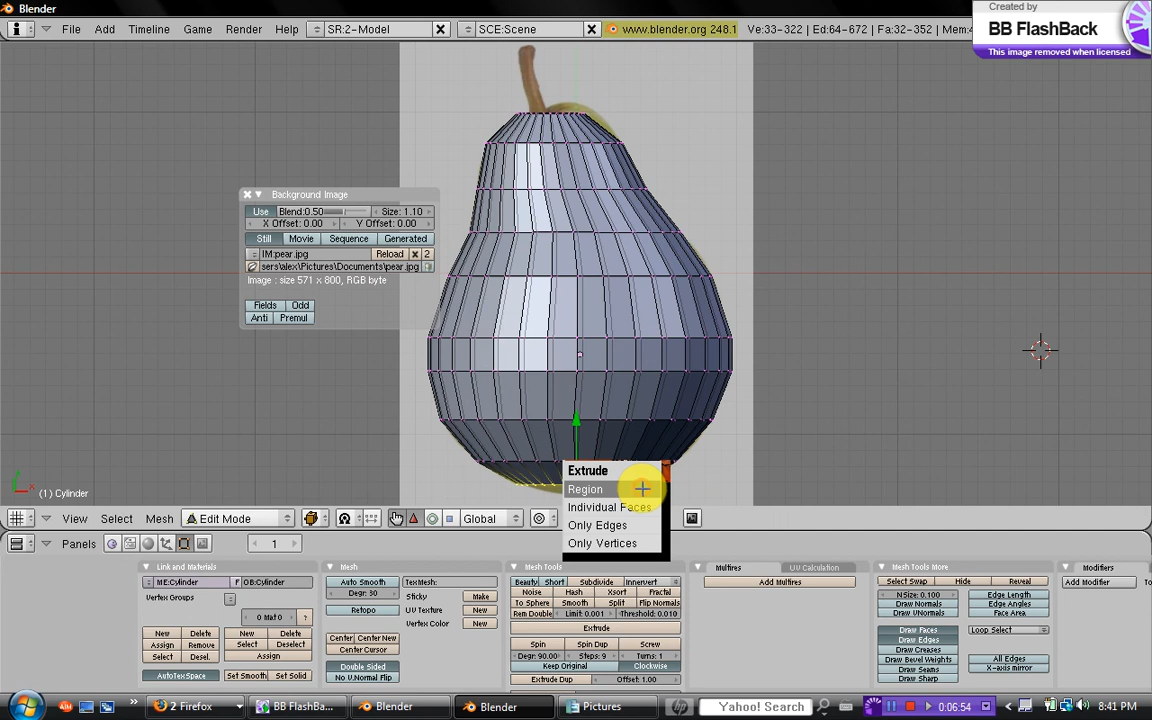 Blender
Created by
BB FlashBack
This image removed when licensed
File Add Timeline Game Render Help SR:2-Model SCE:Scene www.blender.org 248.1 Ve:33-322 | Ed:64-672 | Fa:32-352 | Mem:4
Background Image
Use Blend:0.50 Size: 1.10
X Offset: 0.00 Y Offset: 0.00
Still Movie Sequence Generated
IM:pear.jpg Reload 2
sers\alex\Pictures\Documents\pear.jpg
Image : size 571 x 800, RGB byte
Fields Odd
Anti Premul
Extrude
Region
Individual Faces
Only Edges
Only Vertices
(1) Cylinder
View Select Mesh Edit Mode Global
Panels 1
Link and Materials
ME:Cylinder F OB:Cylinder
Vertex Groups
0 Mat 0 ?
New Delete New Delete
Assign Remove Select Deselect
Select Desel. Assign
AutoTexSpace Set Smooth Set Solid
Mesh
Auto Smooth TexMesh:
Degr: 30 Sticky Make
Retopo UV Texture New
Vertex Color New
Center Center New
Center Cursor
Double Sided
No V.Normal Flip
Mesh Tools
Beauty Short Subdivide Innervert
Noise Hash Xsort Fractal
To Sphere Smooth Split Flip Normals
Rem Double Limit: 0.001 Threshold: 0.010
Extrude
Spin Spin Dup Screw
Degr: 90.00 Steps: 9 Turns: 1
Keep Original Clockwise
Extrude Dup Offset: 1.00
Multires UV Calculation
Add Multires
Mesh Tools More
Select Swap Hide Reveal
NSize: 0.100 Edge Length
Draw Normals Edge Angles
Draw VNormals Face Area
Draw Faces Loop Select
Draw Edges
Draw Creases
Draw Bevel Weights All Edges
Draw Seams X-axis mirror
Draw Sharp
Modifiers
Add Modifier To
2 Firefox BB FlashBa... Blender Blender Pictures Yahoo! Search 0:06:54 8:41 PM